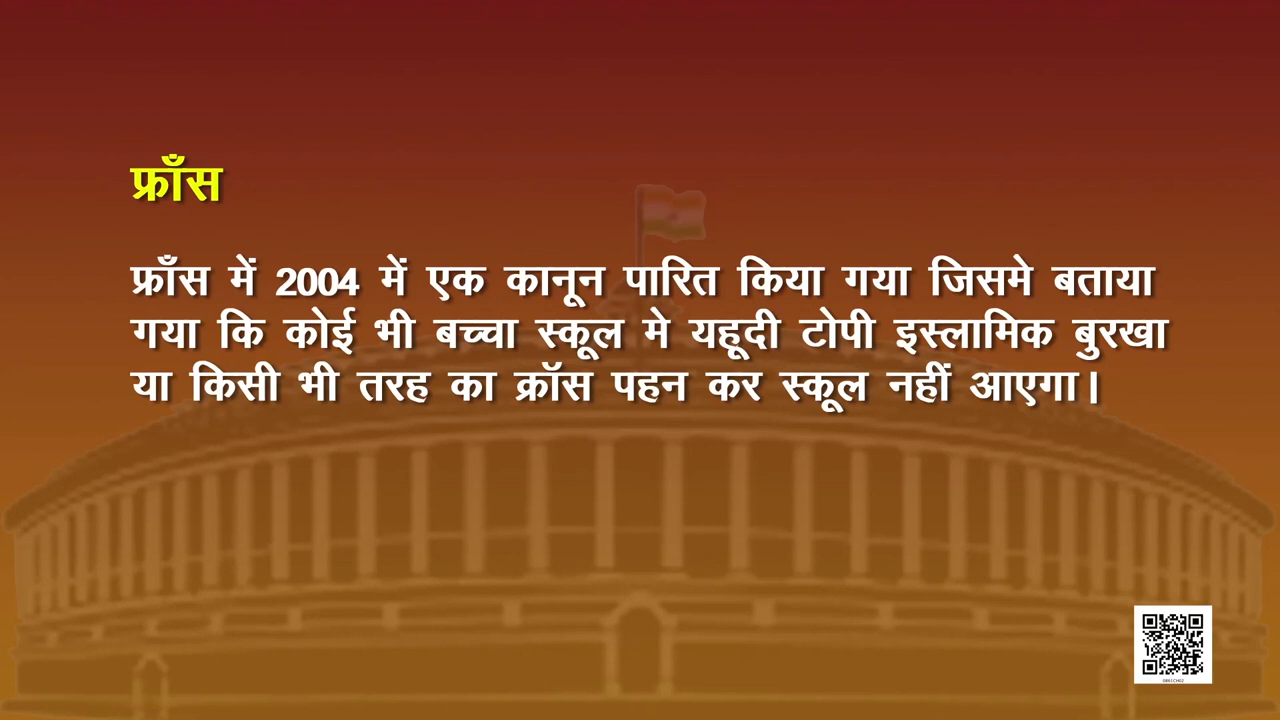 फ्राँस
फ्राँस में 2004 में एक कानून पारित किया गया जिसमे बताया
गया कि कोई भी बच्चा स्कूल मे यहूदी टोपी इस्लामिक बुरखा
या किसी भी तरह का क्रॉस पहन कर स्कूल नहीं आएगा।